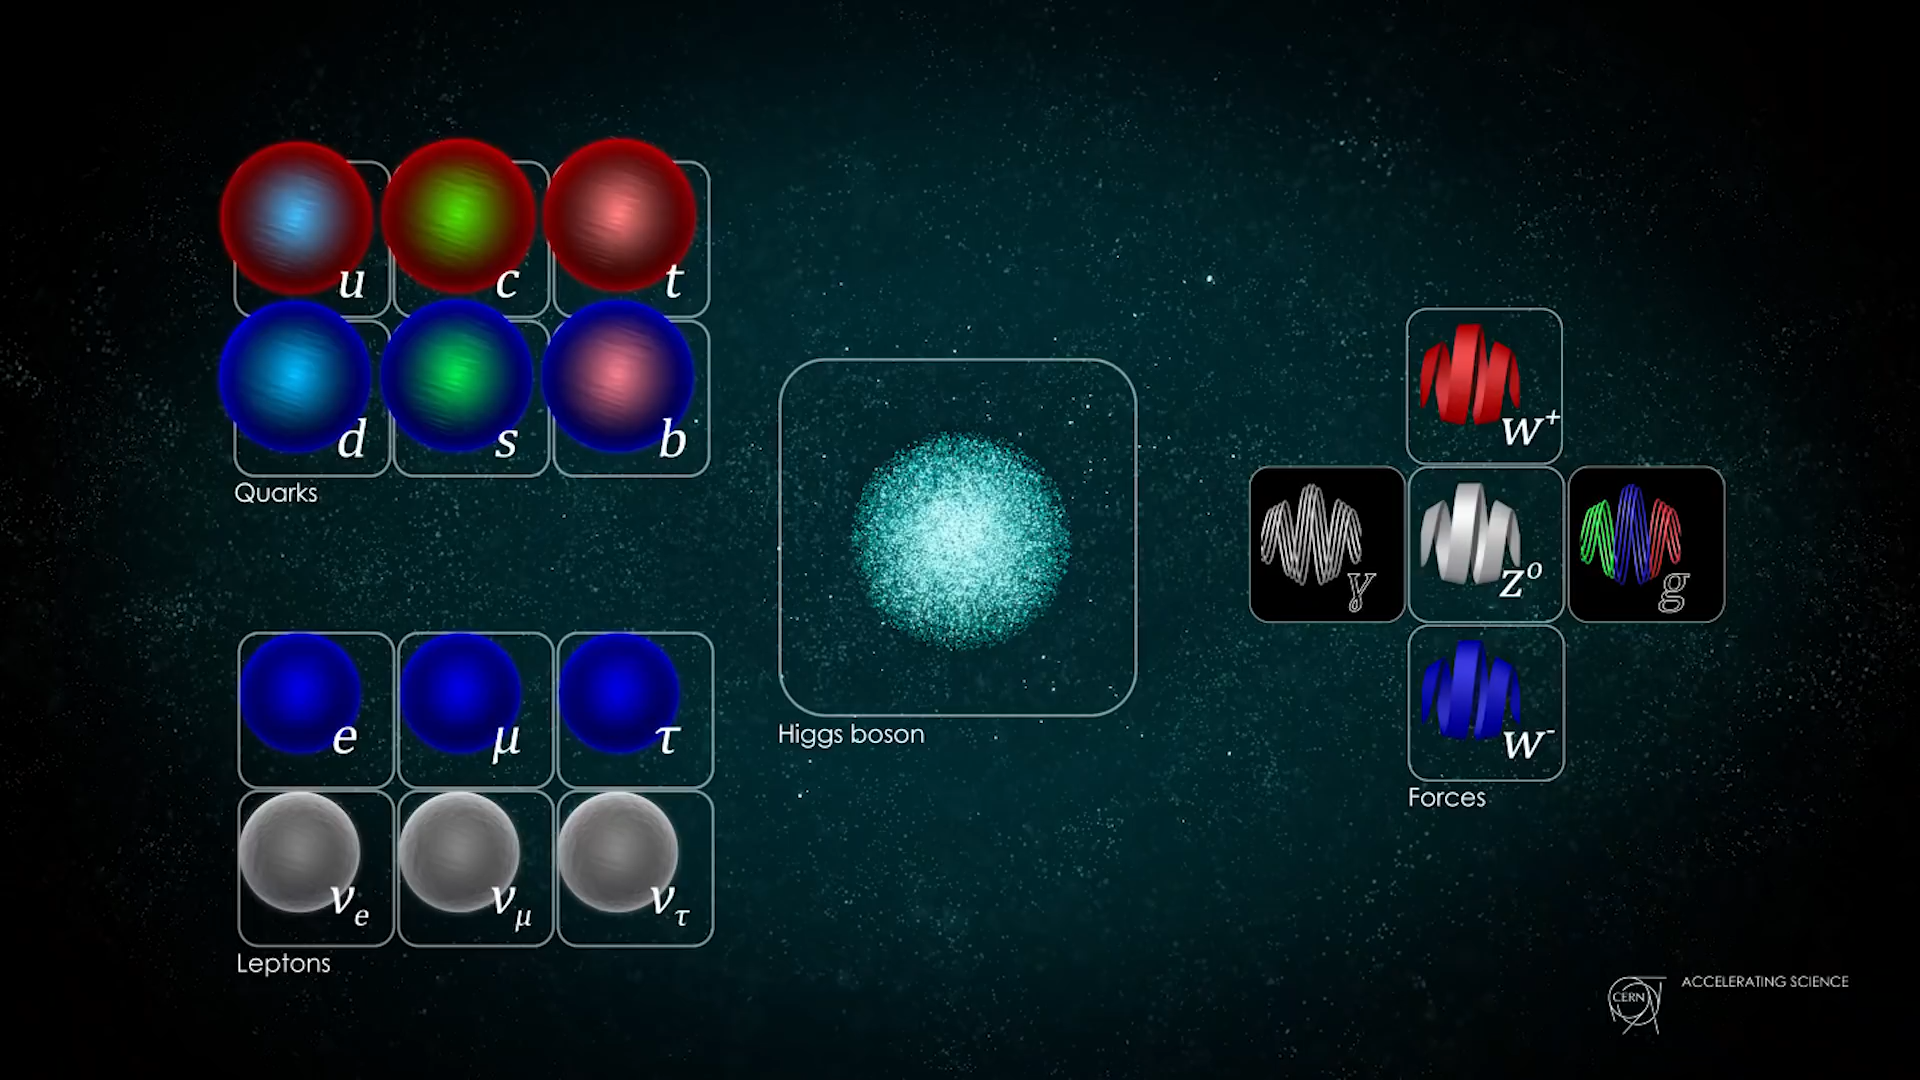 u c t
d s b
Quarks
e μ τ
νe νμ ντ
Leptons
Higgs boson
W+
γ Z0 g
W-
Forces
CERN
ACCELERATING SCIENCE